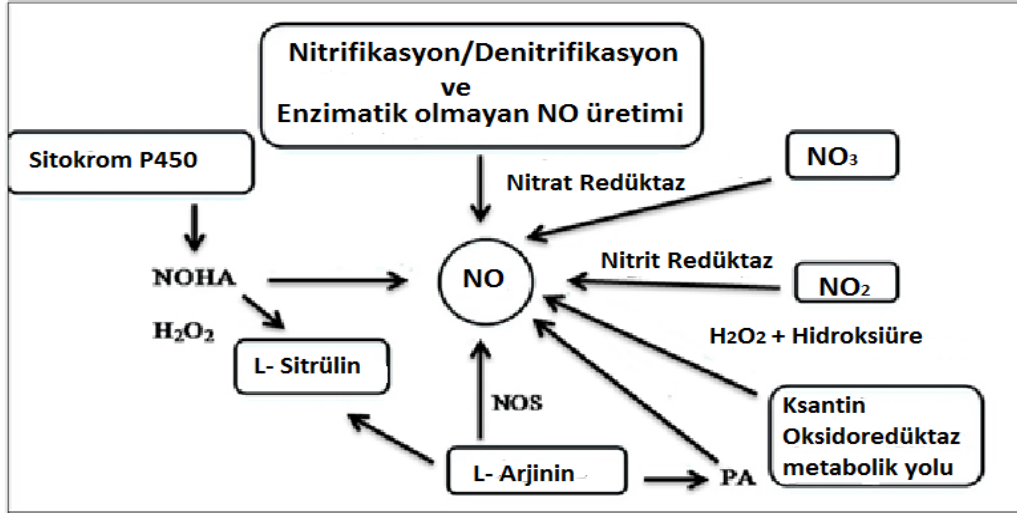 Nitrifikasyon/Denitrifikasyon
ve
Enzimatik olmayan NO üretimi
Sitokrom P450
NO₃
Nitrat Redüktaz
NOHA
NO
Nitrit Redüktaz
NO₂
H₂O₂
H₂O₂ + Hidroksiüre
L- Sitrülin
NOS
Ksantin
Oksidoredüktaz
metabolik yolu
L- Arjinin
PA